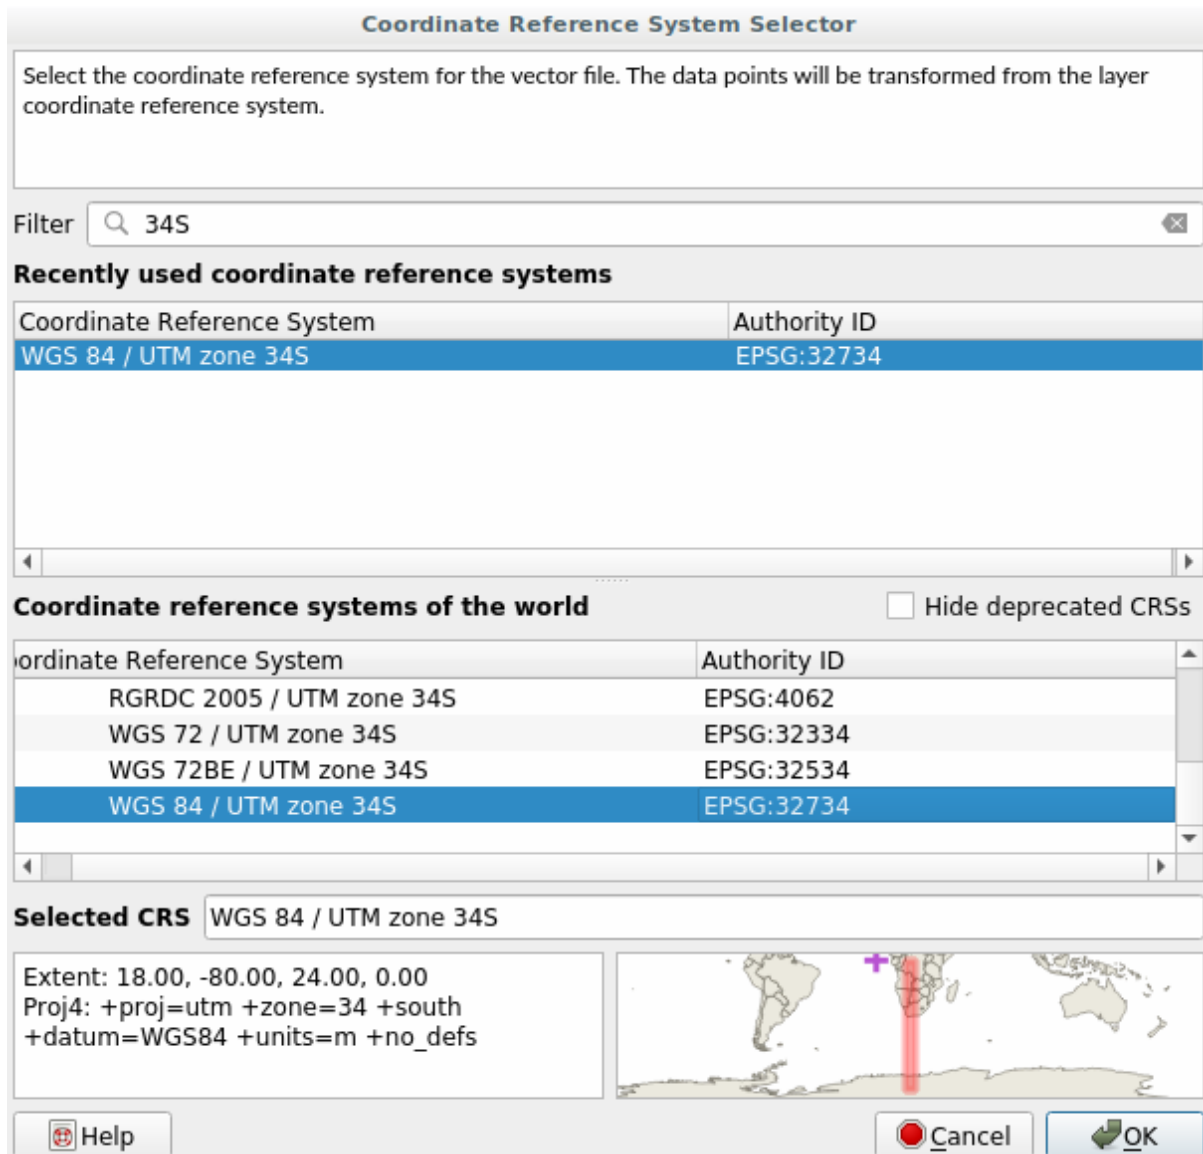 Coordinate Reference System Selector
Select the coordinate reference system for the vector file. The data points will be transformed from the layer
coordinate reference system.
Filter 34S
Recently used coordinate reference systems
Coordinate Reference System Authority ID
WGS 84 / UTM zone 34S EPSG:32734
Coordinate reference systems of the world Hide deprecated CRSs
ordinate Reference System Authority ID
RGRDC 2005 / UTM zone 34S EPSG:4062
WGS 72 / UTM zone 34S EPSG:32334
WGS 72BE / UTM zone 34S EPSG:32534
WGS 84 / UTM zone 34S EPSG:32734
Selected CRS WGS 84 / UTM zone 34S
Extent: 18.00, -80.00, 24.00, 0.00
Proj4: +proj=utm +zone=34 +south
+datum=WGS84 +units=m +no_defs
Help Cancel OK